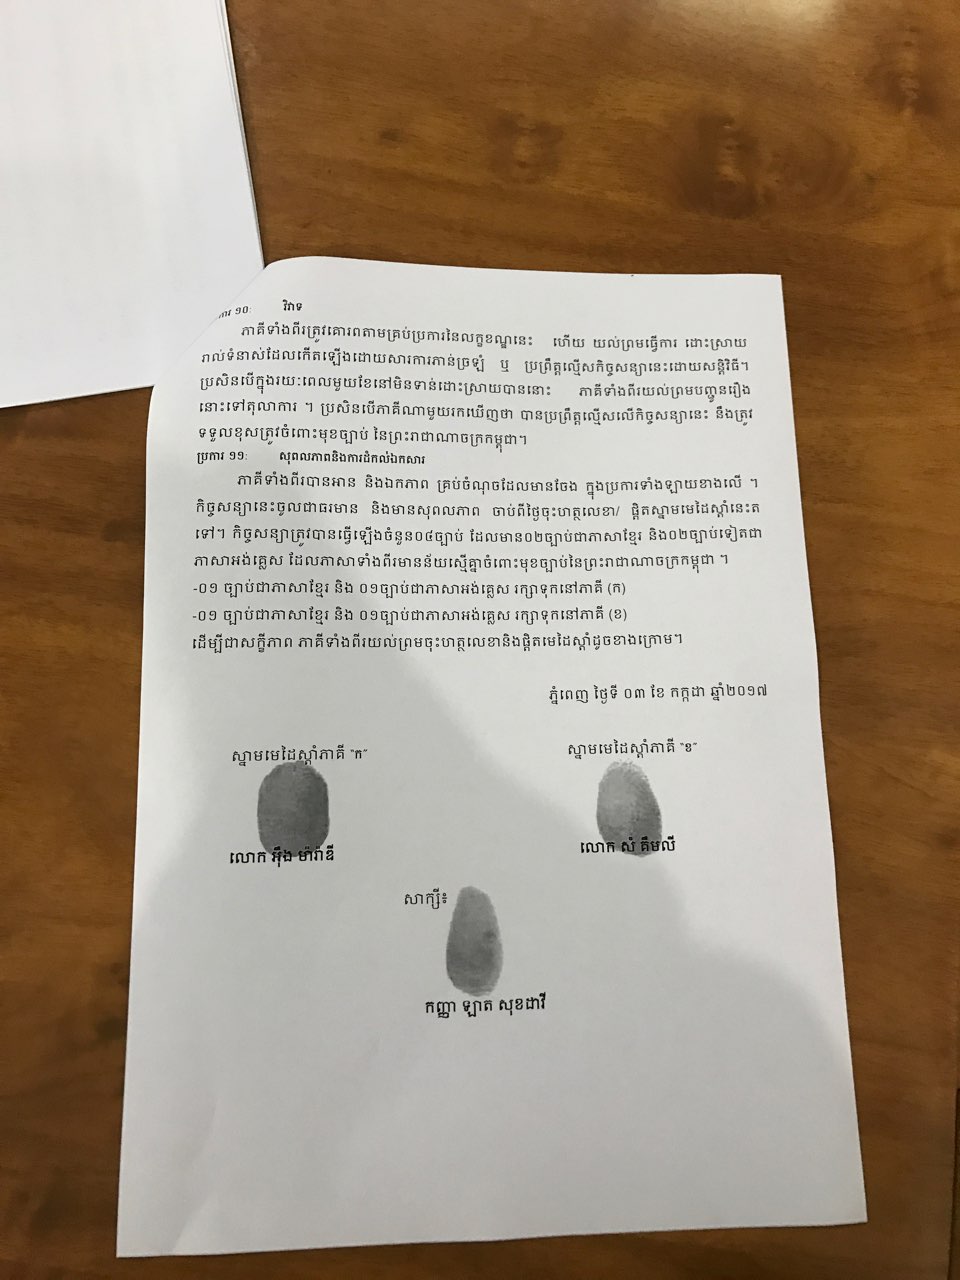 ការ ១០: វិវាទ
ភាគីទាំងពីរត្រូវគោរពតាមគ្រប់ប្រការនៃលក្ខខណ្ឌនេះ ហើយ យល់ព្រមធ្វើការ ដោះស្រាយ
រាល់ទំនាស់ដែលកើតឡើងដោយសារការភាន់ច្រឡំ ឬ ប្រព្រឹត្តល្មើសកិច្ចសន្យានេះដោយសន្តិវិធី។
ប្រសិនបើក្នុងរយៈពេលមួយខែនៅមិនទាន់ដោះស្រាយបាននោះ ភាគីទាំងពីរយល់ព្រមបញ្ជូនរឿង
នោះទៅតុលាការ ។ ប្រសិនបើភាគីណាមួយរកឃើញថា បានប្រព្រឹត្តល្មើសលើកិច្ចសន្យានេះ នឹងត្រូវ
ទទួលខុសត្រូវចំពោះមុខច្បាប់ នៃព្រះរាជាណាចក្រកម្ពុជា។
ប្រការ ១១: សុពលភាពនិងការដំកល់ឯកសារ
ភាគីទាំងពីរបានអាន និងឯកភាព គ្រប់ចំណុចដែលមានចែង ក្នុងប្រការទាំងឡាយខាងលើ ។
កិច្ចសន្យានេះចូលជាធរមាន និងមានសុពលភាព ចាប់ពីថ្ងៃចុះហត្ថលេខា/ ផ្តិតស្នាមមេដៃស្តាំនេះត
ទៅ។ កិច្ចសន្យាត្រូវបានធ្វើឡើងចំនួន០៤ច្បាប់ ដែលមាន០២ច្បាប់ជាភាសាខ្មែរ និង០២ច្បាប់ទៀតជា
ភាសាអង់គ្លេស ដែលភាសាទាំងពីរមានន័យស្មើគ្នាចំពោះមុខច្បាប់នៃព្រះរាជាណាចក្រកម្ពុជា ។
-០១ ច្បាប់ជាភាសាខ្មែរ និង ០១ច្បាប់ជាភាសាអង់គ្លេស រក្សាទុកនៅភាគី (ក)
-០១ ច្បាប់ជាភាសាខ្មែរ និង ០១ច្បាប់ជាភាសាអង់គ្លេស រក្សាទុកនៅភាគី (ខ)
ដើម្បីជាសក្ខីភាព ភាគីទាំងពីរយល់ព្រមចុះហត្ថលេខានិងផ្តិតមេដៃស្តាំដូចខាងក្រោម។
ភ្នំពេញ ថ្ងៃទី ០៣ ខែ កក្កដា ឆ្នាំ២០១៧
ស្នាមមេដៃស្តាំភាគី "ក" ស្នាមមេដៃស្តាំភាគី "ខ"
លោក អ៊ឹង ម៉ារ៉ាឌី លោក សំ គឹមលី
សាក្សី៖
កញ្ញា ឡាត សុខដាវី